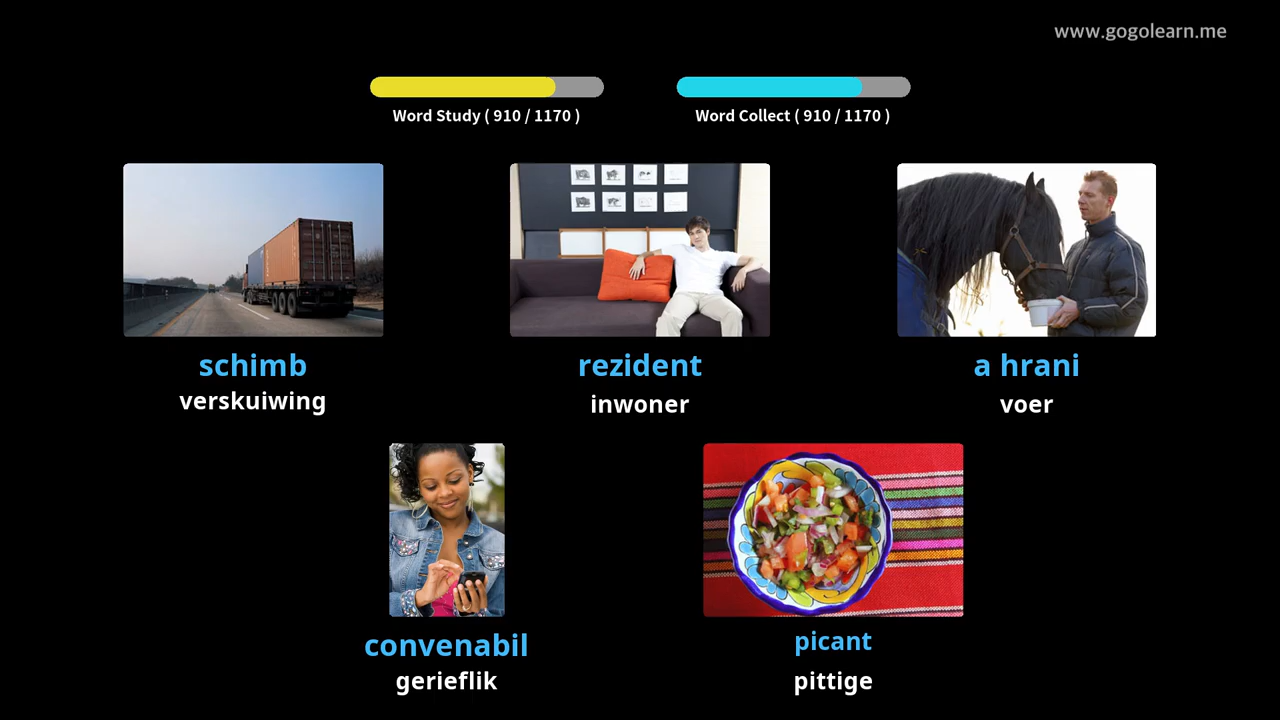 www.gogolearn.me
Word Study ( 910 / 1170 )
Word Collect ( 910 / 1170 )
schimb
verskuiwing
rezident
inwoner
a hrani
voer
convenabil
gerieflik
picant
pittige